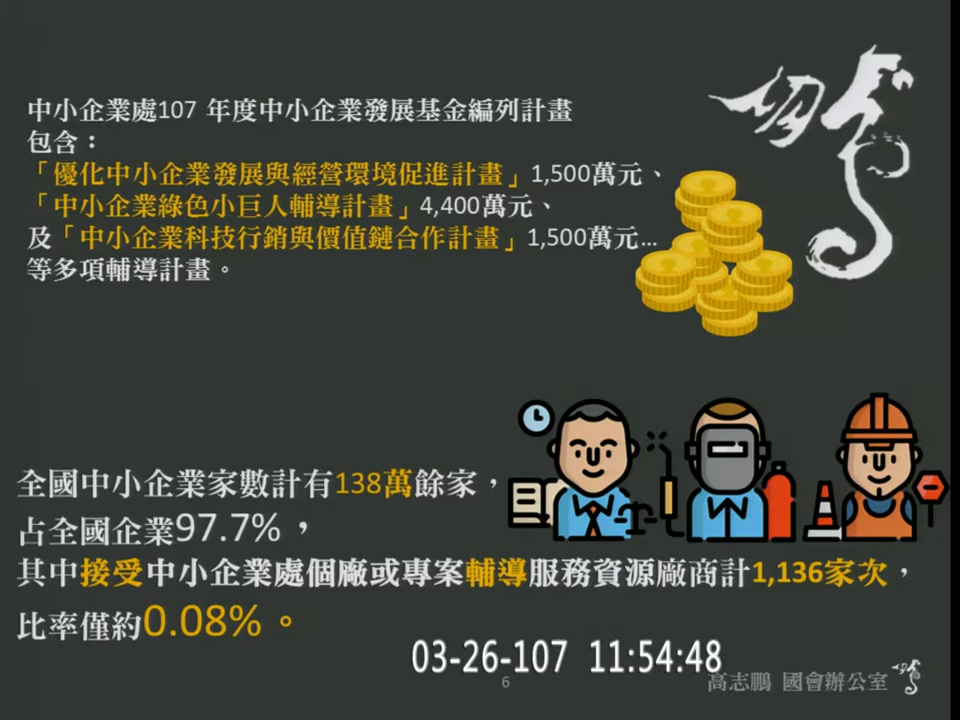 中小企業處107 年度中小企業發展基金編列計畫
包含：
「優化中小企業發展與經營環境促進計畫」1,500萬元、
「中小企業綠色小巨人輔導計畫」4,400萬元、
及「中小企業科技行銷與價值鏈合作計畫」1,500萬元...
等多項輔導計畫。
全國中小企業家數計有138萬餘家，
占全國企業97.7%，
其中接受中小企業處個廠或專案輔導服務資源廠商計1,136家次，
比率僅約0.08%。
03-26-107 11:54:48
6
高志鵬 國會辦公室